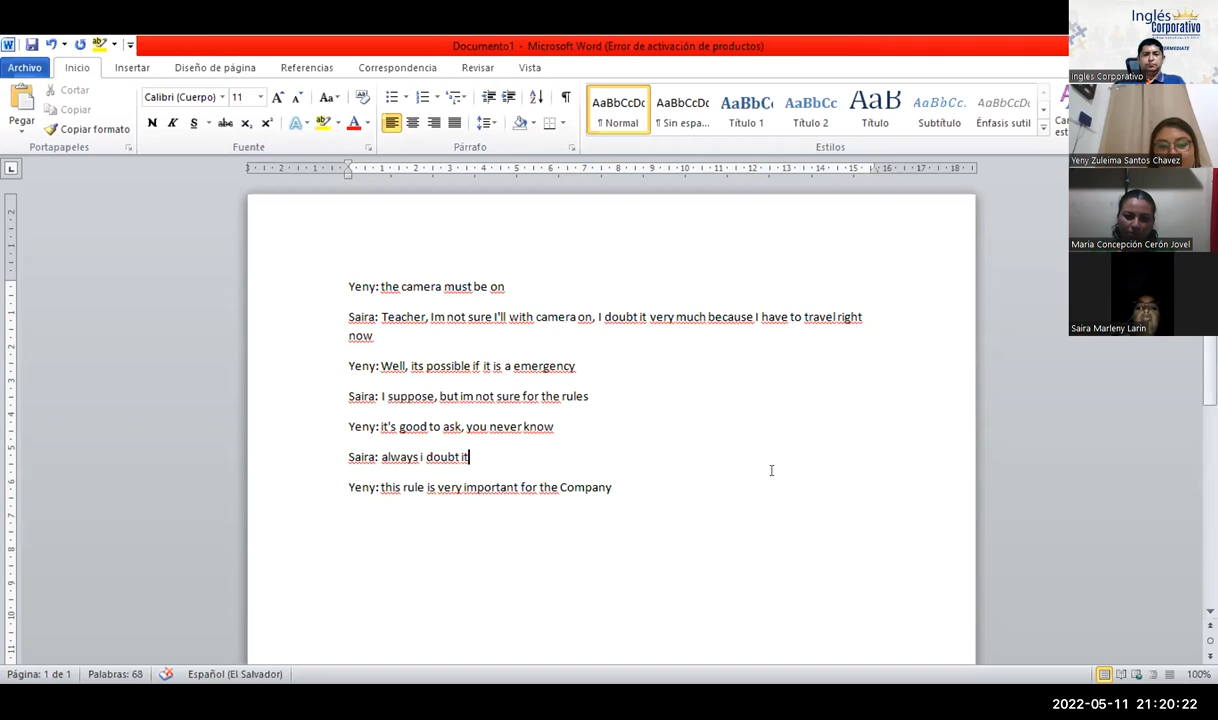 Documento1 - Microsoft Word (Error de activación de productos)
Archivo
Inicio
Insertar
Diseño de página
Referencias
Correspondencia
Revisar
Vista
Pegar
Cortar
Copiar
Copiar formato
Portapapeles
Calibri (Cuerpo)
11
Fuente
Párrafo
AaBbCcDc
¶ Normal
AaBbCcDc
¶ Sin espa...
AaBbC
Título 1
AaBbCc
Título 2
AaB
Título
AaBbCc.
Subtítulo
AaBbCcDc
Énfasis sutil
Estilos
Yeny: the camera must be on
Saira: Teacher, Im not sure I'll with camera on, I doubt it very much because I have to travel right
now
Yeny: Well, its possible if it is a emergency
Saira: I suppose, but im not sure for the rules
Yeny: it's good to ask, you never know
Saira: always i doubt it
Yeny: this rule is very important for the Company
Página: 1 de 1
Palabras: 68
Español (El Salvador)
100%
Inglés
Corporativo
Ingles Corporativo
Yeny Zuleima Santos Chavez
Maria Concepción Cerón Jovel
Saira Marleny Larin
2022-05-11 21:20:22